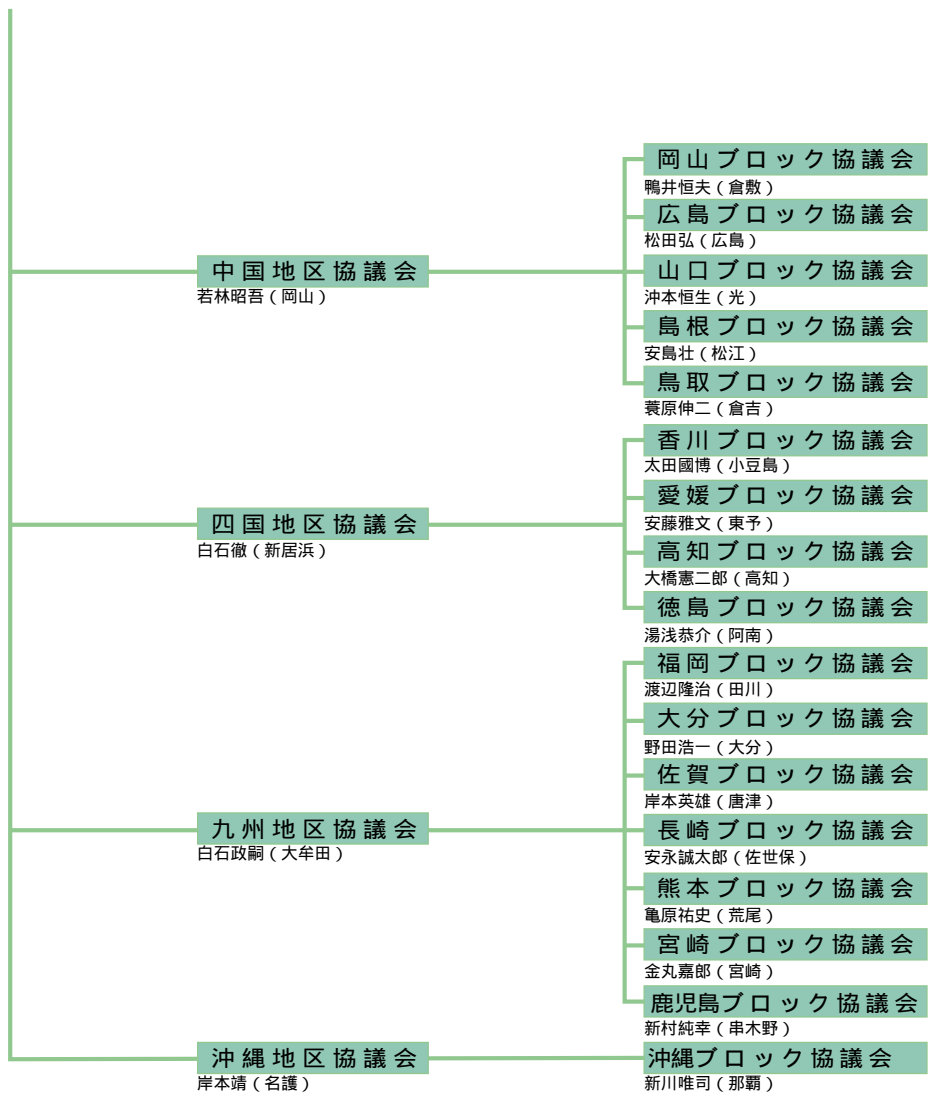 中国地区協議会
若林昭吾（岡山）
岡山ブロック協議会
鴨井恒夫（倉敷）
広島ブロック協議会
松田弘（広島）
山口ブロック協議会
沖本恒生（光）
島根ブロック協議会
安島壮（松江）
鳥取ブロック協議会
蓑原伸二（倉吉）
四国地区協議会
白石徹（新居浜）
香川ブロック協議会
太田國博（小豆島）
愛媛ブロック協議会
安藤雅文（東予）
高知ブロック協議会
大橋憲二郎（高知）
徳島ブロック協議会
湯浅恭介（阿南）
九州地区協議会
白石政嗣（大牟田）
福岡ブロック協議会
渡辺隆治（田川）
大分ブロック協議会
野田浩一（大分）
佐賀ブロック協議会
岸本英雄（唐津）
長崎ブロック協議会
安永誠太郎（佐世保）
熊本ブロック協議会
亀原祐史（荒尾）
宮崎ブロック協議会
金丸嘉郎（宮崎）
鹿児島ブロック協議会
新村純幸（串木野）
沖縄地区協議会
岸本靖（名護）
沖縄ブロック協議会
新川唯司（那覇）